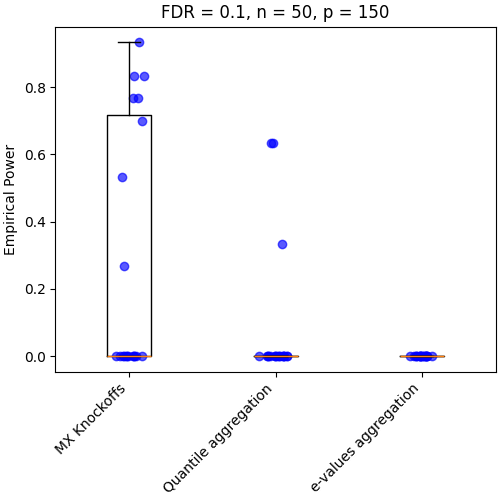 FDR = 0.1, n = 50, p = 150
Empirical Power
0.8
0.6
0.4
0.2
0.0
MX Knockoffs
Quantile aggregation
e-values aggregation